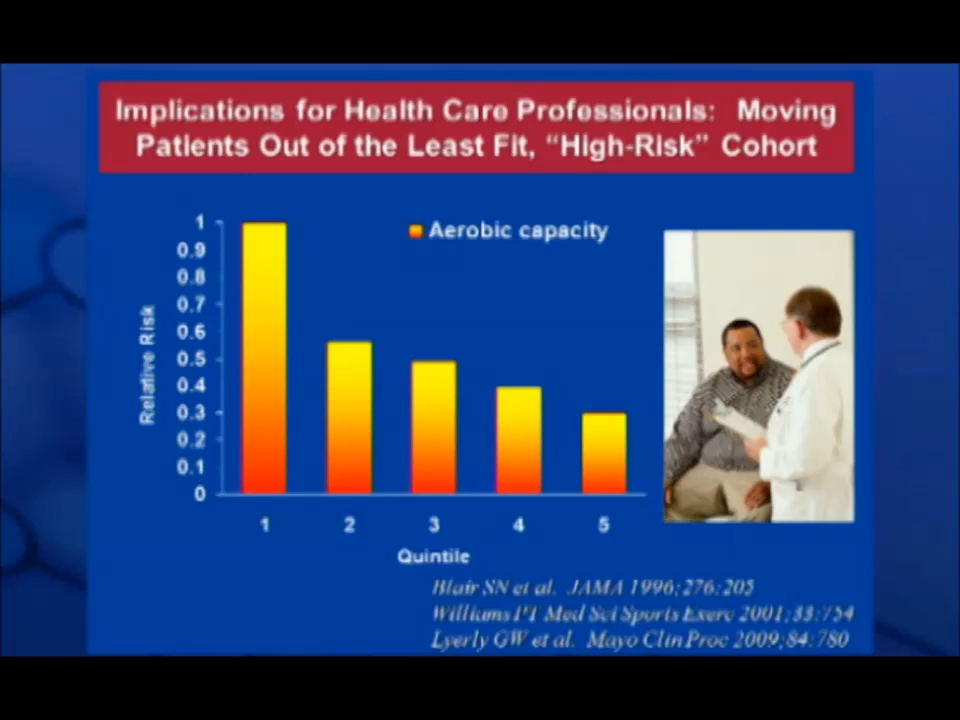 Implications for Health Care Professionals: Moving
Patients Out of the Least Fit, “High-Risk” Cohort
Aerobic capacity
Relative Risk
1
0.9
0.8
0.7
0.6
0.5
0.4
0.3
0.2
0.1
0
1 2 3 4 5
Quintile
Blair SN et al. JAMA 1996;276:205
Williams PT Med Sci Sports Exerc 2001;33:754
Lyerly GW et al. Mayo Clin Proc 2009;84:780